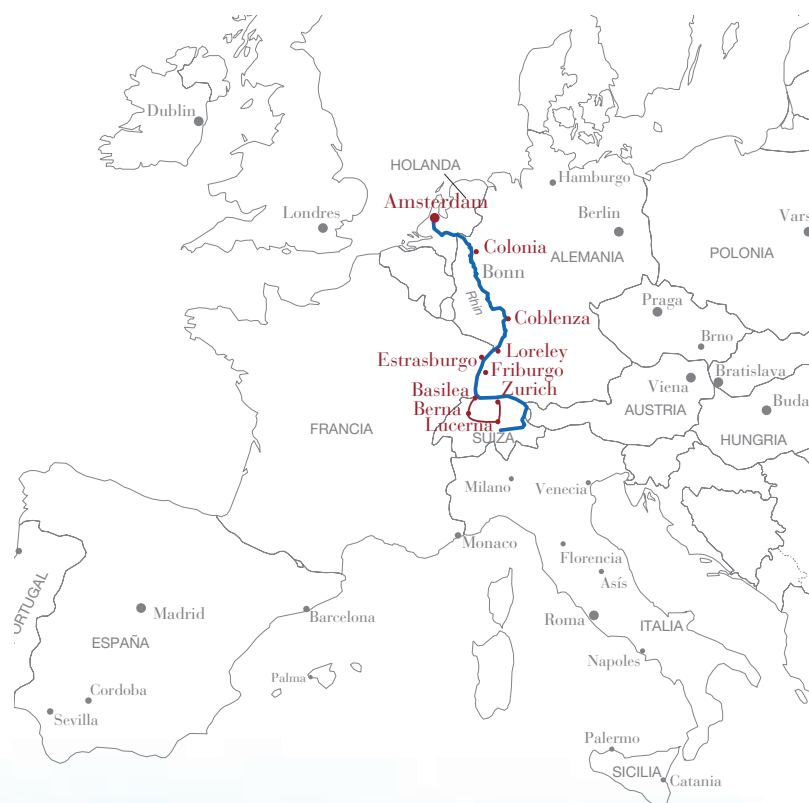 Dublin
HOLANDA
Hamburgo
Amsterdam
Londres
Berlin
Vars
Colonia
ALEMANIA
POLONIA
Bonn
Rhin
Praga
Coblenza
Brno
Loreley
Estrasburgo
Friburgo
Bratislava
Viena
Basilea
Zurich
Berna
AUSTRIA
Buda
Lucerna
FRANCIA
SUIZA
HUNGRIA
Milano
Venecia
Monaco
Florencia
Asís
ORTUGAL
Madrid
Barcelona
Roma
ITALIA
ESPAÑA
Napoles
Palma
Cordoba
Sevilla
Palermo
SICILIA
Catania